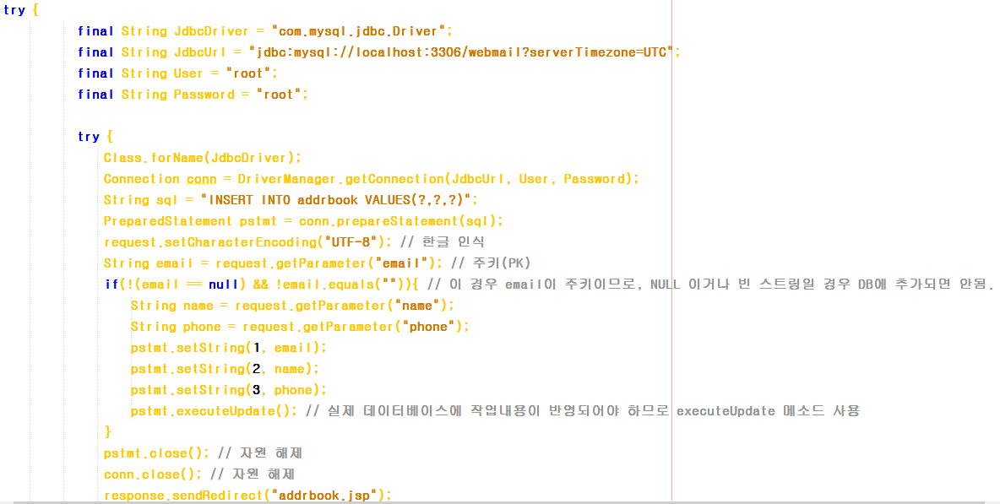 try {
final String JdbcDriver = "com.mysql.jdbc.Driver";
final String JdbcUrl = "jdbc:mysql://localhost:3306/webmail?serverTimezone=UTC";
final String User = "root";
final String Password = "root";
try {
Class.forName(JdbcDriver);
Connection conn = DriverManager.getConnection(JdbcUrl, User, Password);
String sql = "INSERT INTO addrbook VALUES(?,?,?)";
PreparedStatement pstmt = conn.prepareStatement(sql);
request.setCharacterEncoding("UTF-8"); // 한글 인식
String email = request.getParameter("email"); // 주키(PK)
if(!(email == null) && !email.equals("")){ // 이 경우 email이 주키이므로, NULL 이거나 빈 스트링일 경우 DB에 추가되면 안됨.
String name = request.getParameter("name");
String phone = request.getParameter("phone");
pstmt.setString(1, email);
pstmt.setString(2, name);
pstmt.setString(3, phone);
pstmt.executeUpdate(); // 실제 데이터베이스에 작업내용이 반영되어야 하므로 executeUpdate 메소드 사용
}
pstmt.close(); // 자원 해제
conn.close(); // 자원 해제
response.sendRedirect("addrbook.jsp");